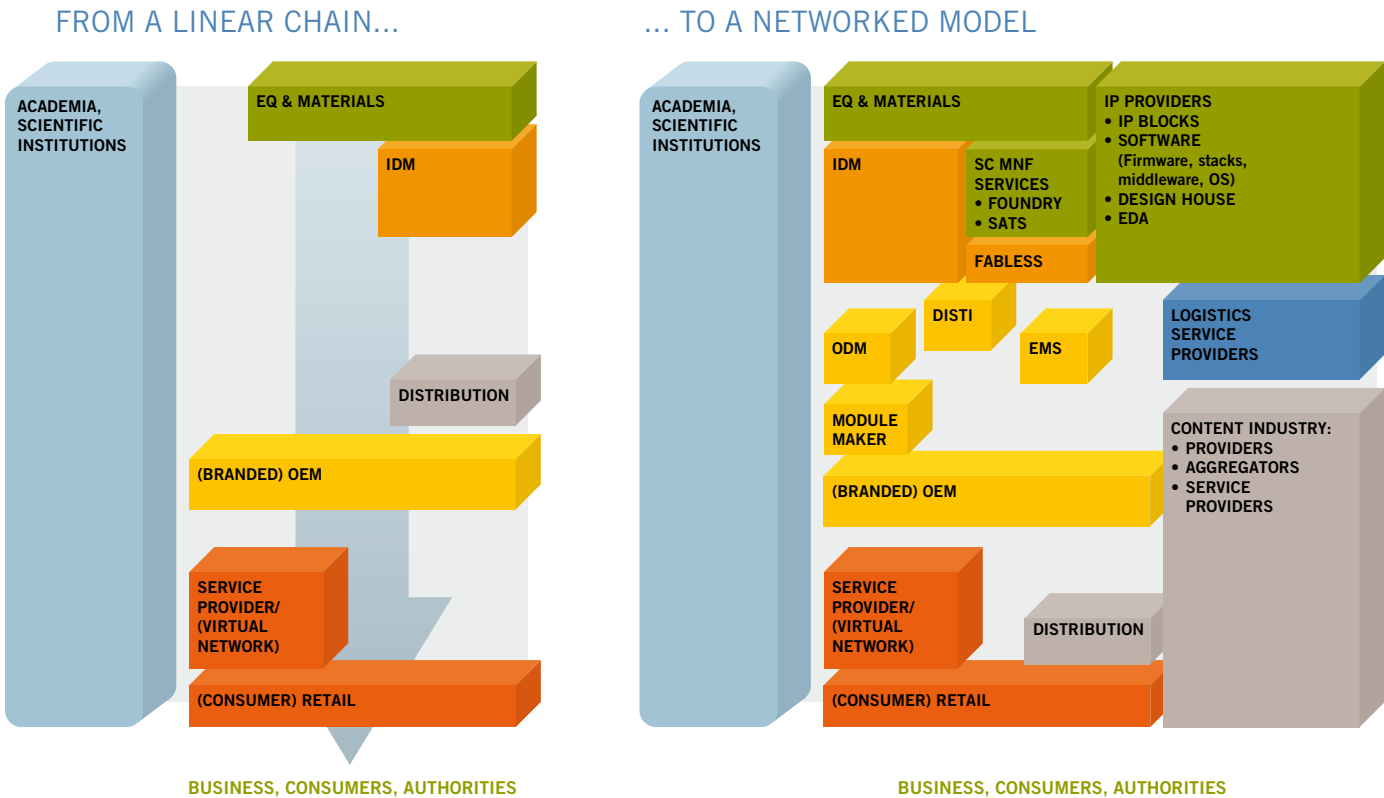 FROM A LINEAR CHAIN...
ACADEMIA,
SCIENTIFIC
INSTITUTIONS
EQ & MATERIALS
IDM
DISTRIBUTION
(BRANDED) OEM
SERVICE
PROVIDER/
(VIRTUAL
NETWORK)
(CONSUMER) RETAIL
BUSINESS, CONSUMERS, AUTHORITIES
... TO A NETWORKED MODEL
ACADEMIA,
SCIENTIFIC
INSTITUTIONS
EQ & MATERIALS
IDM
SC MNF
SERVICES
• FOUNDRY
• SATS
FABLESS
IP PROVIDERS
• IP BLOCKS
• SOFTWARE
(Firmware, stacks,
middleware, OS)
• DESIGN HOUSE
• EDA
DISTI
ODM
EMS
LOGISTICS
SERVICE
PROVIDERS
MODULE
MAKER
(BRANDED) OEM
CONTENT INDUSTRY:
• PROVIDERS
• AGGREGATORS
• SERVICE
PROVIDERS
SERVICE
PROVIDER/
(VIRTUAL
NETWORK)
DISTRIBUTION
(CONSUMER) RETAIL
BUSINESS, CONSUMERS, AUTHORITIES